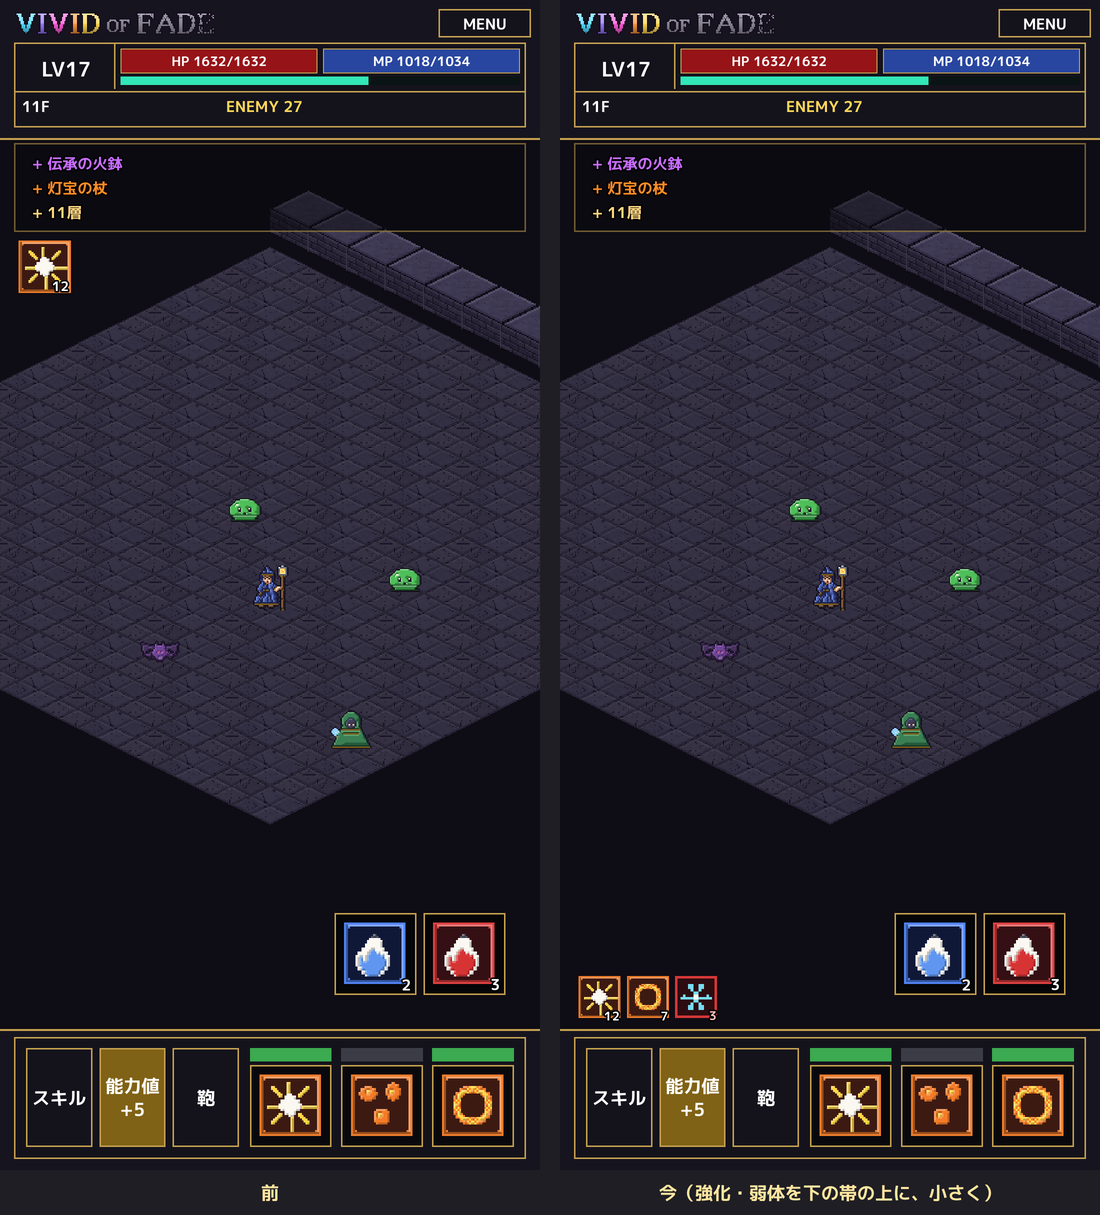 VIVID OF FADE
MENU
LV17
HP 1632/1632
MP 1018/1034
11F
ENEMY 27
+ 伝承の火鉢
+ 灯宝の杖
+ 11層
12
2
3
スキル
能力値
+5
鞄
前
VIVID OF FADE
MENU
LV17
HP 1632/1632
MP 1018/1034
11F
ENEMY 27
+ 伝承の火鉢
+ 灯宝の杖
+ 11層
2
3
12
7
3
スキル
能力値
+5
鞄
今（強化・弱体を下の帯の上に、小さく）